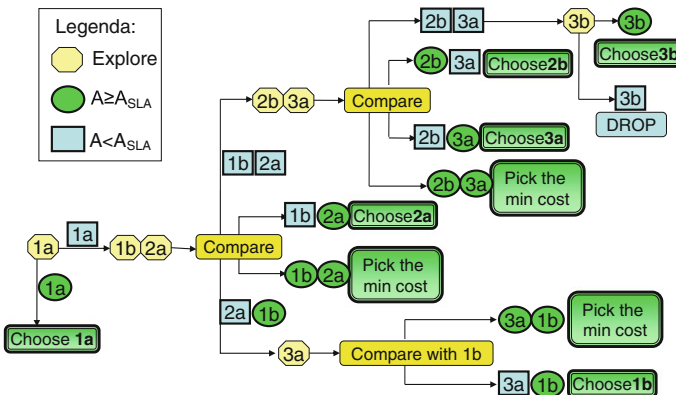 Legenda:
Explore
A≥A_SLA
A<A_SLA
2b 3a
3b
3b
Choose3b
2b 3a
Compare
2b 3a Choose2b
3b
DROP
2b 3a Choose3a
1b 2a
2b 3a
Pick the
min cost
1a
1a
1b 2a
Compare
1b 2a Choose2a
1a
1b 2a
Pick the
min cost
Choose 1a
2a 1b
3a
Compare with 1b
3a 1b
Pick the
min cost
3a 1b Choose1b